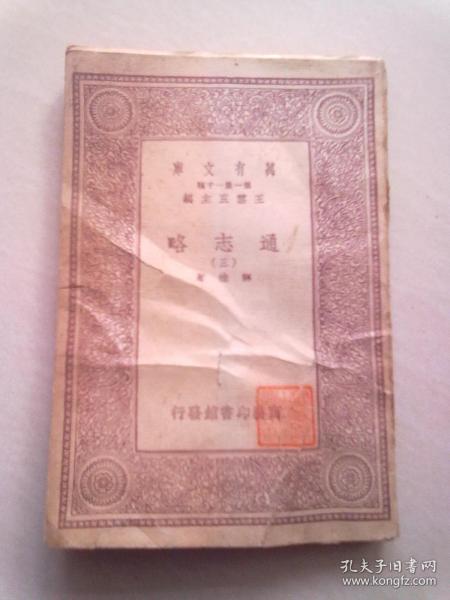 萬有文庫
第一集一千種
王雲五主編
通志略
(三)
鄭樵著
商務印書館發行
孔夫子旧书网
www.kongfz.com